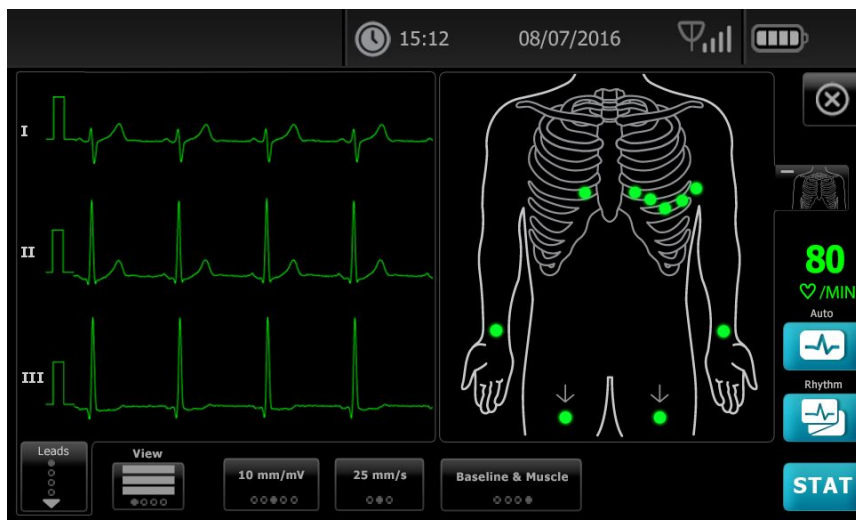 15:12 08/07/2016
I
II
III
80
/MIN
Auto
Rhythm
Leads
View
10 mm/mV
25 mm/s
Baseline & Muscle
STAT